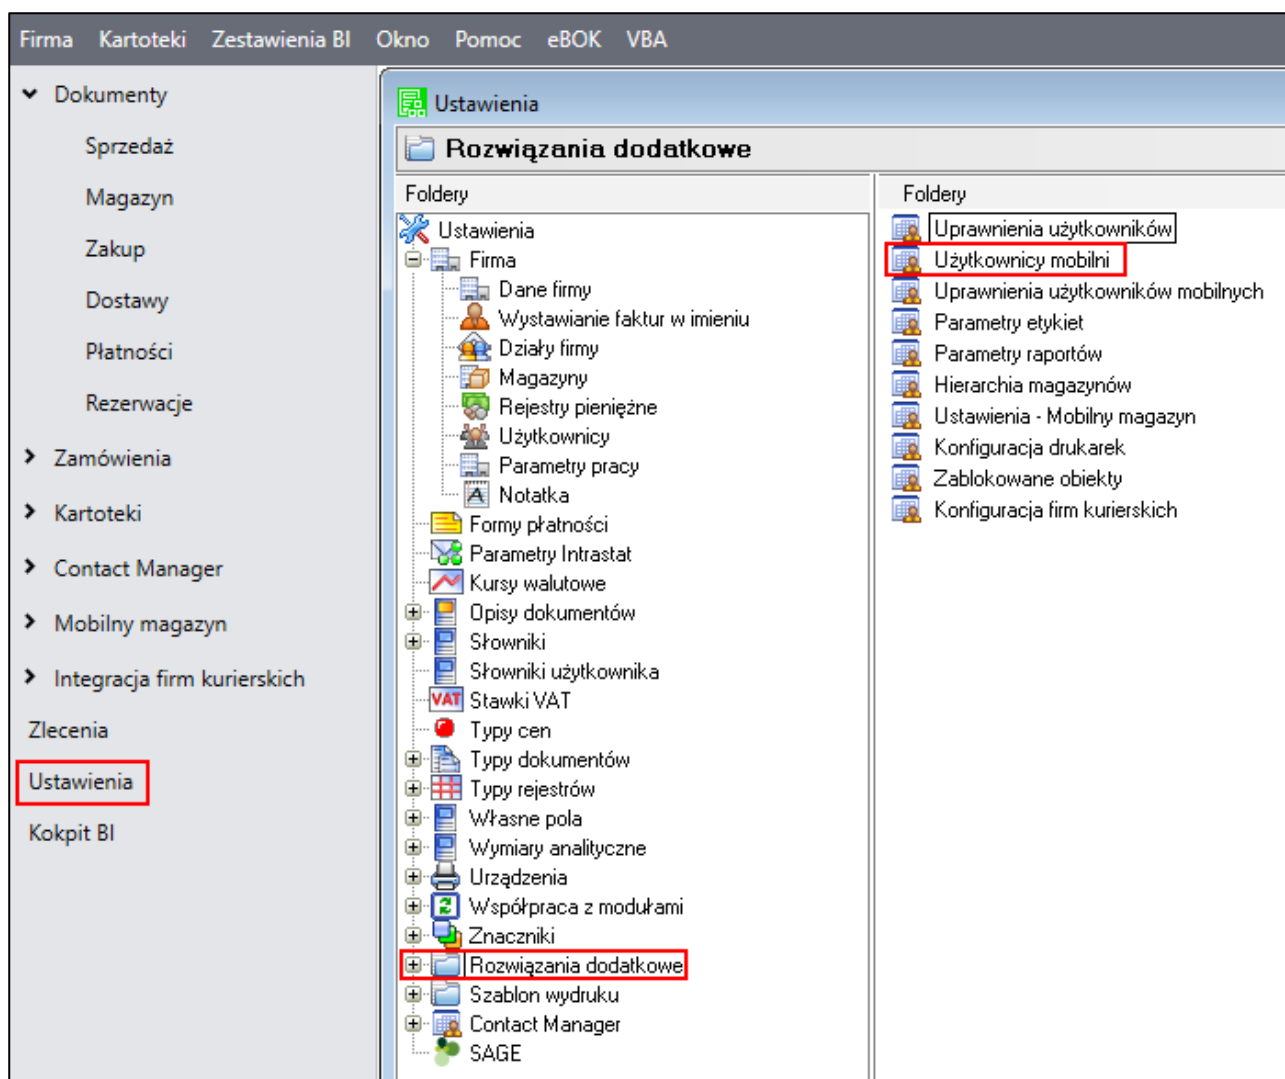 Firma Kartoteki Zestawienia BI Okno Pomoc eBOK VBA
Dokumenty
Sprzedaż
Magazyn
Zakup
Dostawy
Płatności
Rezerwacje
Zamówienia
Kartoteki
Contact Manager
Mobilny magazyn
Integracja firm kurierskich
Zlecenia
Ustawienia
Kokpit BI
Ustawienia
Rozwiązania dodatkowe
Foldery
Ustawienia
Firma
Dane firmy
Wystawianie faktur w imieniu
Działy firmy
Magazyny
Rejestry pieniężne
Użytkownicy
Parametry pracy
Notatka
Formy płatności
Parametry Intrastat
Kursy walutowe
Opisy dokumentów
Słowniki
Słowniki użytkownika
VAT Stawki VAT
Typy cen
Typy dokumentów
Typy rejestrów
Własne pola
Wymiary analityczne
Urządzenia
Współpraca z modułami
Znaczniki
Rozwiązania dodatkowe
Szablon wydruku
Contact Manager
SAGE
Foldery
Uprawnienia użytkowników
Użytkownicy mobilni
Uprawnienia użytkowników mobilnych
Parametry etykiet
Parametry raportów
Hierarchia magazynów
Ustawienia - Mobilny magazyn
Konfiguracja drukarek
Zablokowane obiekty
Konfiguracja firm kurierskich